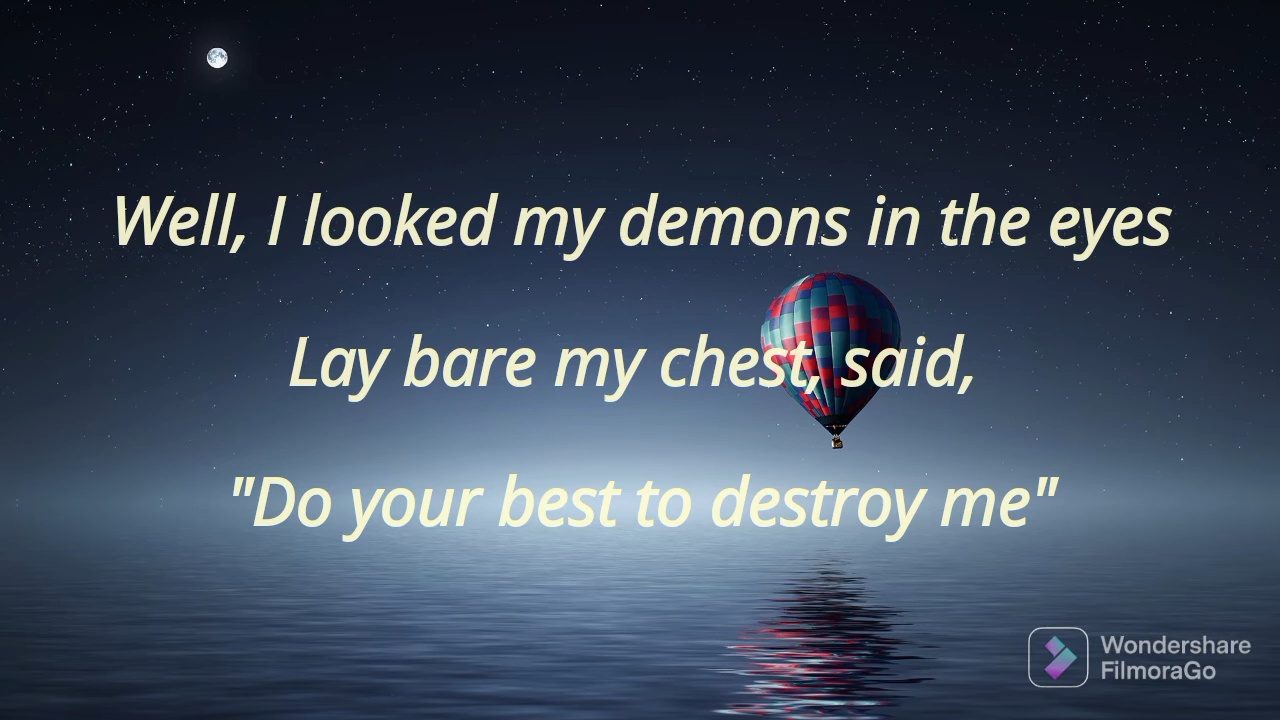 Well, I looked my demons in the eyes
Lay bare my chest, said,
"Do your best to destroy me"
Wondershare
FilmoraGo